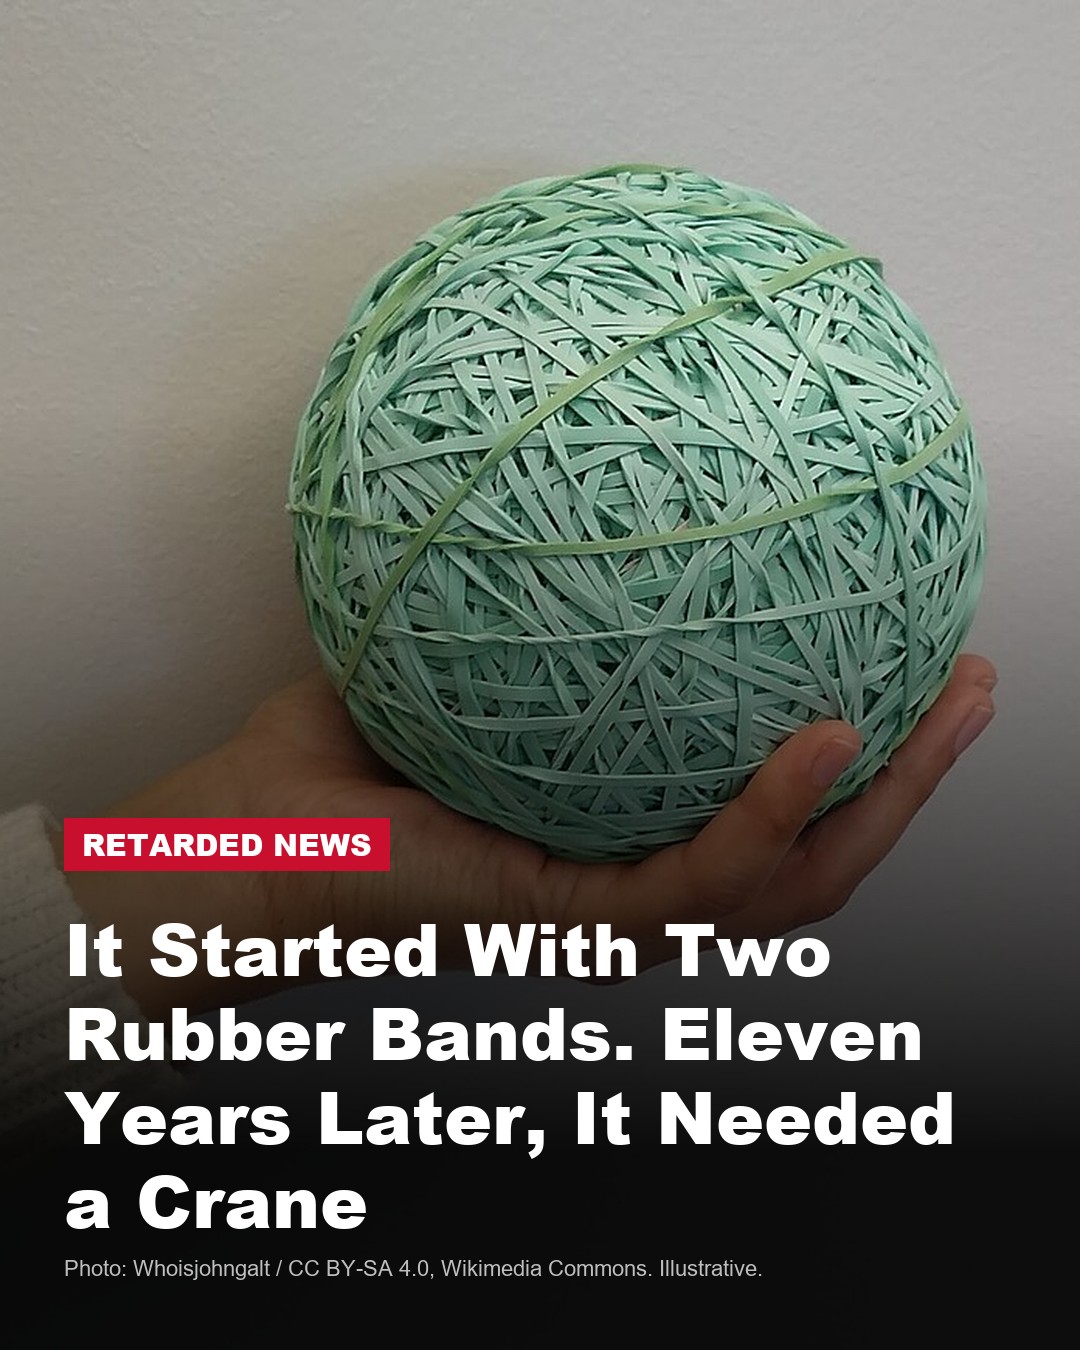 RETARDED NEWS
It Started With Two
Rubber Bands. Eleven
Years Later, It Needed
a Crane
Photo: Whoisjohngalt / CC BY-SA 4.0, Wikimedia Commons. Illustrative.